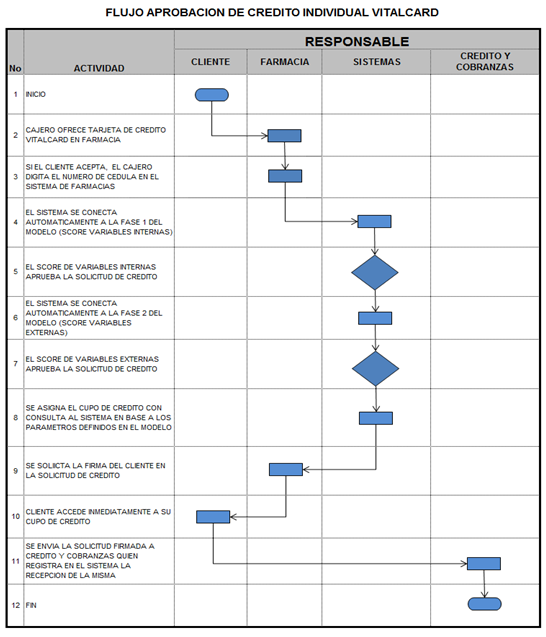 FLUJO APROBACION DE CREDITO INDIVIDUAL VITALCARD
RESPONSABLE
No
ACTIVIDAD
CLIENTE
FARMACIA
SISTEMAS
CREDITO Y
COBRANZAS
1
INICIO
2
CAJERO OFRECE TARJETA DE CREDITO
VITALCARD EN FARMACIA
3
SI EL CLIENTE ACEPTA, EL CAJERO
DIGITA EL NUMERO DE CEDULA EN EL
SISTEMA DE FARMACIAS
4
EL SISTEMA SE CONECTA
AUTOMATICAMENTE A LA FASE 1 DEL
MODELO (SCORE VARIABLES INTERNAS)
5
EL SCORE DE VARIABLES INTERNAS
APRUEBA LA SOLICITUD DE CREDITO
6
EL SISTEMA SE CONECTA
AUTOMATICAMENTE A LA FASE 2 DEL
MODELO (SCORE VARIABLES
EXTERNAS)
7
EL SCORE DE VARIABLES EXTERNAS
APRUEBA LA SOLICITUD DE CREDITO
8
SE ASIGNA EL CUPO DE CREDITO CON
CONSULTA AL SISTEMA EN BASE A LOS
PARAMETROS DEFINIDOS EN EL MODELO
9
SE SOLIICTA LA FIRMA DEL CLIENTE EN
LA SOLICITUD DE CREDITO
10
CLIENTE ACCEDE INMEDIATAMENTE A SU
CUPO DE CREDITO
11
SE ENVIA LA SOLICITUD FIRMADA A
CREDITO Y COBRANZAS QUIEN
REGISTRA EN EL SISTEMA LA
RECEPCION DE LA MISMA
12
FIN